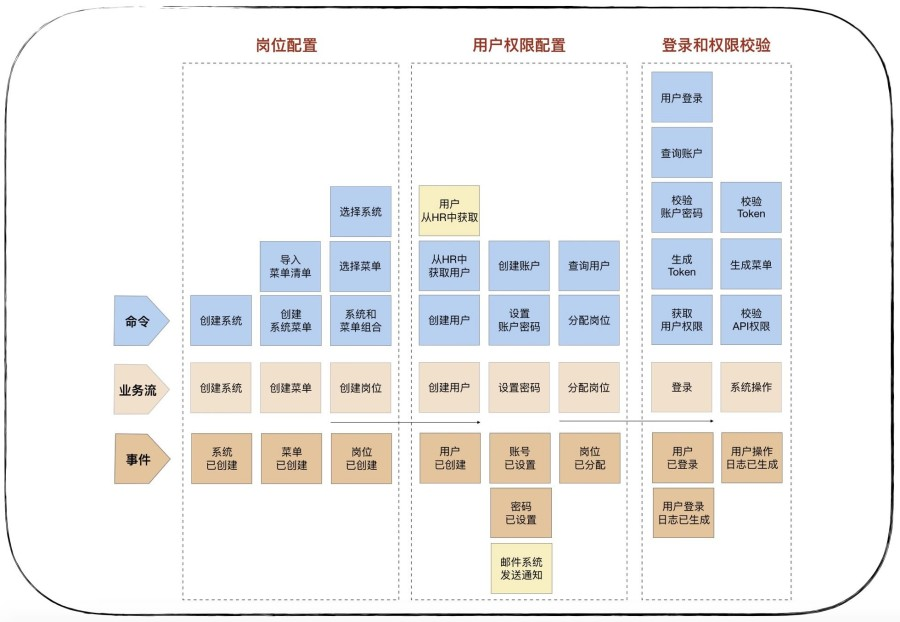 岗位配置
用户权限配置
登录和权限校验
用户登录
查询账户
选择系统
用户
从HR中获取
校验
账户密码
校验
Token
导入
菜单清单
选择菜单
从HR中
获取用户
创建账户
查询用户
生成
Token
生成菜单
命令
创建系统
创建
系统菜单
系统和
菜单组合
创建用户
设置
账户密码
分配岗位
获取
用户权限
校验
API权限
业务流
创建系统
创建菜单
创建岗位
创建用户
设置密码
分配岗位
登录
系统操作
事件
系统
已创建
菜单
已创建
岗位
已创建
用户
已创建
账号
已设置
岗位
已分配
用户
已登录
用户操作
日志已生成
密码
已设置
用户登录
日志已生成
邮件系统
发送通知